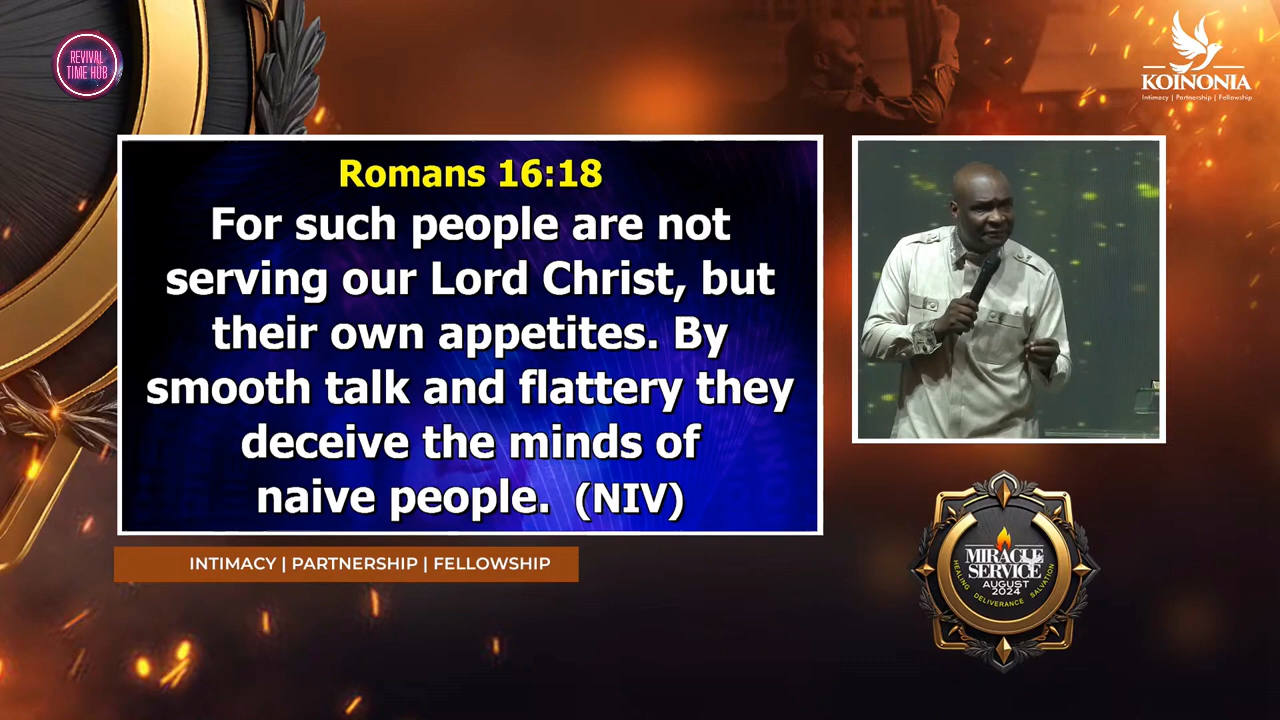 REVIVAL
TIME HUB
KOINONIA
Intimacy | Partnership | Fellowship
Romans 16:18
For such people are not
serving our Lord Christ, but
their own appetites. By
smooth talk and flattery they
deceive the minds of
naive people. (NIV)
INTIMACY | PARTNERSHIP | FELLOWSHIP
MIRACLE
SERVICE
AUGUST
2024
HEALING DELIVERANCE SALVATION